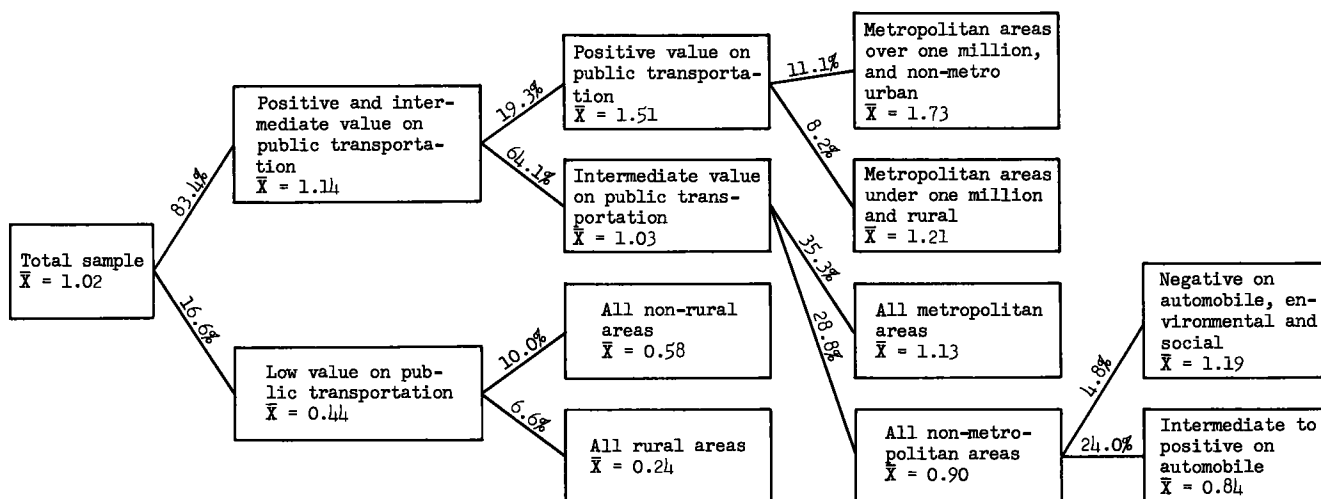 Total sample
X̄ = 1.02
83.4%
16.6%
Positive and inter-
mediate value on
public transporta-
tion
X̄ = 1.14
Low value on pub-
lic transportation
X̄ = 0.44
19.3%
64.1%
10.0%
6.6%
Positive value on
public transporta-
tion
X̄ = 1.51
Intermediate value
on public trans-
portation
X̄ = 1.03
All non-rural
areas
X̄ = 0.58
All rural areas
X̄ = 0.24
11.1%
8.2%
35.3%
28.8%
Metropolitan areas
over one million,
and non-metro
urban
X̄ = 1.73
Metropolitan areas
under one million
and rural
X̄ = 1.21
All metropolitan
areas
X̄ = 1.13
All non-metro-
politan areas
X̄ = 0.90
4.8%
24.0%
Negative on
automobile, en-
vironmental and
social
X̄ = 1.19
Intermediate to
positive on
automobile
X̄ = 0.84